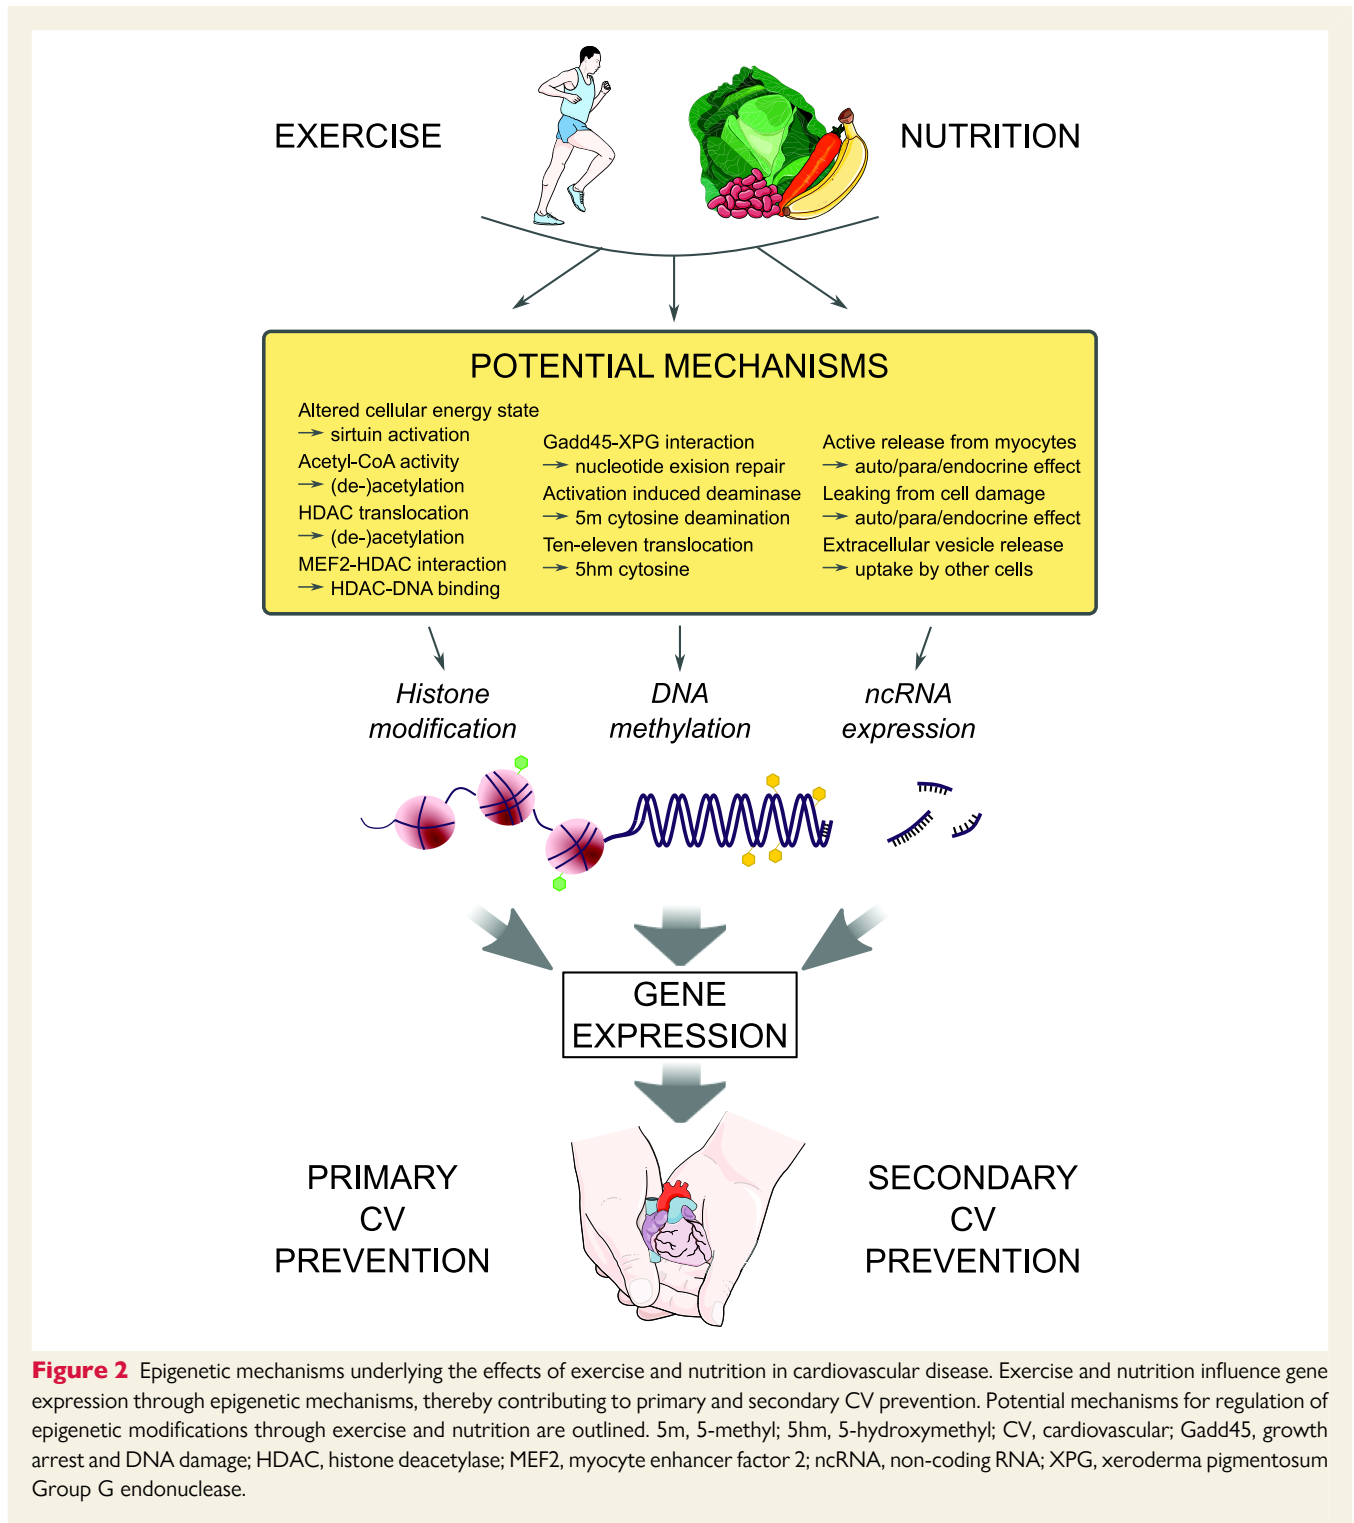 EXERCISE
NUTRITION
POTENTIAL MECHANISMS
Altered cellular energy state
→ sirtuin activation
Acetyl-CoA activity
→ (de-)acetylation
HDAC translocation
→ (de-)acetylation
MEF2-HDAC interaction
→ HDAC-DNA binding
Gadd45-XPG interaction
→ nucleotide exision repair
Activation induced deaminase
→ 5m cytosine deamination
Ten-eleven translocation
→ 5hm cytosine
Active release from myocytes
→ auto/para/endocrine effect
Leaking from cell damage
→ auto/para/endocrine effect
Extracellular vesicle release
→ uptake by other cells
Histone
modification
DNA
methylation
ncRNA
expression
GENE
EXPRESSION
PRIMARY
CV
PREVENTION
SECONDARY
CV
PREVENTION
Figure 2 Epigenetic mechanisms underlying the effects of exercise and nutrition in cardiovascular disease. Exercise and nutrition influence gene
expression through epigenetic mechanisms, thereby contributing to primary and secondary CV prevention. Potential mechanisms for regulation of
epigenetic modifications through exercise and nutrition are outlined. 5m, 5-methyl; 5hm, 5-hydroxymethyl; CV, cardiovascular; Gadd45, growth
arrest and DNA damage; HDAC, histone deacetylase; MEF2, myocyte enhancer factor 2; ncRNA, non-coding RNA; XPG, xeroderma pigmentosum
Group G endonuclease.